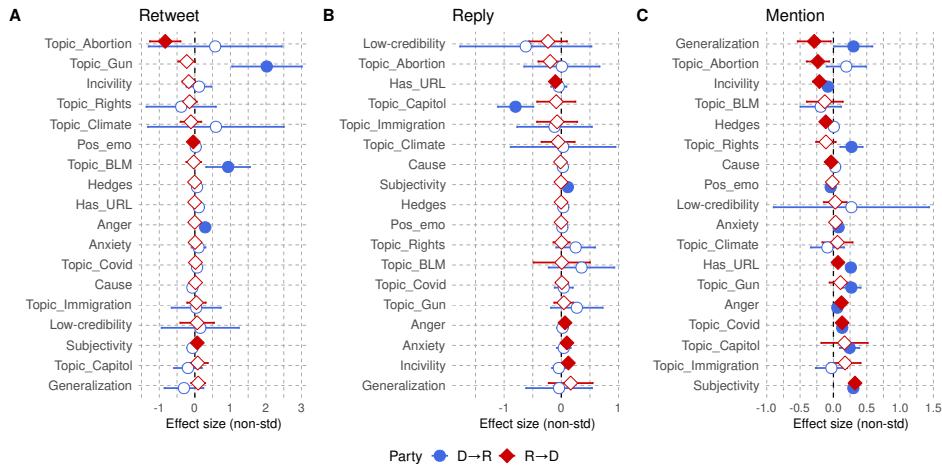 A Retweet
Topic_Abortion
Topic_Gun
Incivility
Topic_Rights
Topic_Climate
Pos_emo
Topic_BLM
Hedges
Has_URL
Anger
Anxiety
Topic_Covid
Cause
Topic_Immigration
Low-credibility
Subjectivity
Topic_Capitol
Generalization
-1 0 1 2 3
Effect size (non-std)
B Reply
Low-credibility
Topic_Abortion
Has_URL
Topic_Capitol
Topic_Immigration
Topic_Climate
Cause
Subjectivity
Hedges
Pos_emo
Topic_Rights
Topic_BLM
Topic_Covid
Topic_Gun
Anger
Anxiety
Incivility
Generalization
-1 0 1
Effect size (non-std)
C Mention
Generalization
Topic_Abortion
Incivility
Topic_BLM
Hedges
Topic_Rights
Cause
Pos_emo
Low-credibility
Anxiety
Topic_Climate
Has_URL
Topic_Gun
Anger
Topic_Covid
Topic_Capitol
Topic_Immigration
Subjectivity
-1.0 -0.5 0.0 0.5 1.0 1.5
Effect size (non-std)
Party D→R R→D